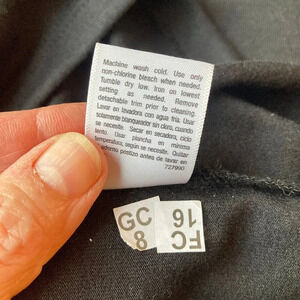 Machine wash cold. Use only
non-chlorine bleach when needed.
Tumble dry low. Iron on lowest
setting as needed. Remove
detachable trim prior to cleaning.
Lavar en lavadora con agua fría. Usar
solamente blanqueador sin cloro, cuando
se necesite. Secar en secadora, ciclo
lento. Usar plancha en mínima
temperatura, según se necesite. Quitar
adorno postizo antes de lavar en
727990
GC
8
FC
16